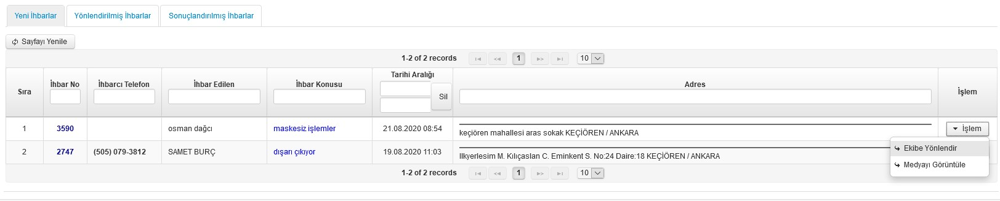 Yeni İhbarlar Yönlendirilmiş İhbarlar Sonuçlandırılmış İhbarlar
Sayfayı Yenile
1-2 of 2 records 1 10
Sıra İhbar No İhbarcı Telefon İhbar Edilen İhbar Konusu Tarihi Aralığı Sil Adres İşlem
1 3590 osman dağcı maskesiz işlemler 21.08.2020 08:54 keçiören mahallesi aras sokak KEÇİÖREN / ANKARA İşlem
2 2747 (505) 079-3812 SAMET BURÇ dışarı çıkıyor 19.08.2020 11:03 Ilkyerlesim M. Kılıçaslan C. Eminkent S. No:24 Daire:18 KEÇİÖREN / ANKARA
Ekibe Yönlendir
Medyayı Görüntüle
1-2 of 2 records 1 10